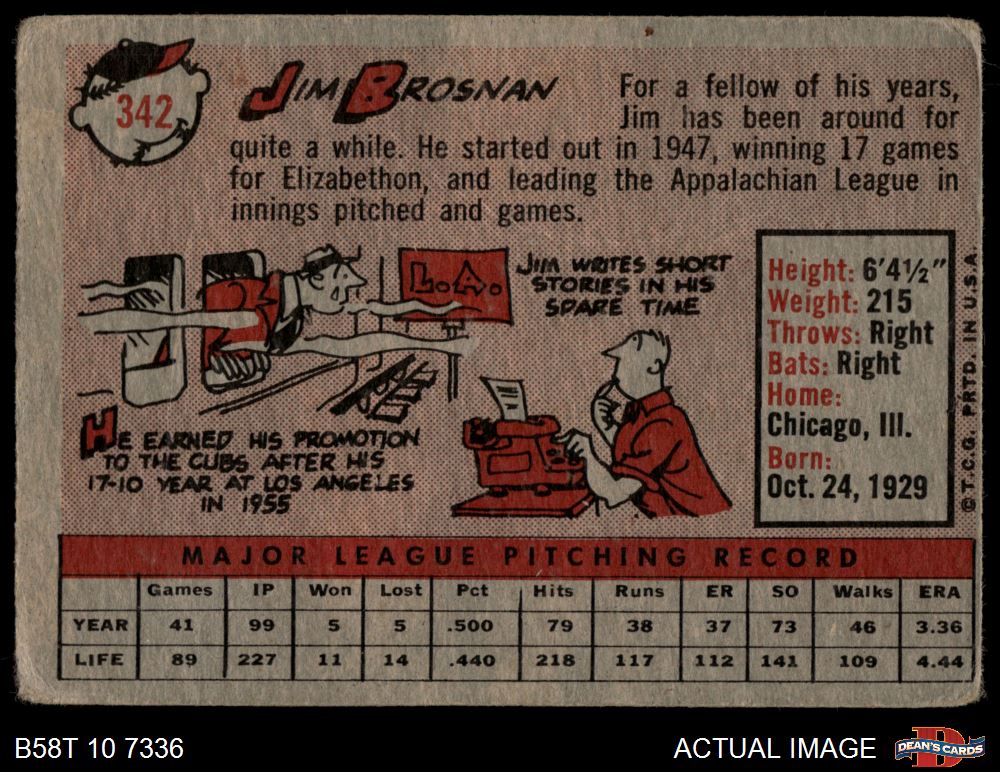 342
JIM BROSNAN
For a fellow of his years,
Jim has been around for
quite a while. He started out in 1947, winning 17 games
for Elizabethon, and leading the Appalachian League in
innings pitched and games.
L.A.
JIM WRITES SHORT
STORIES IN HIS
SPARE TIME
HE EARNED HIS PROMOTION
TO THE CUBS AFTER HIS
17-10 YEAR AT LOS ANGELES
IN 1955
Height: 6'4½"
Weight: 215
Throws: Right
Bats: Right
Home:
Chicago, Ill.
Born:
Oct. 24, 1929
© T.C.G. PRTD. IN U.S.A.
MAJOR LEAGUE PITCHING RECORD
Games IP Won Lost Pct Hits Runs ER SO Walks ERA
YEAR 41 99 5 5 .500 79 38 37 73 46 3.36
LIFE 89 227 11 14 .440 218 117 112 141 109 4.44
B58T 10 7336
ACTUAL IMAGE
D
DEAN'S CARDS